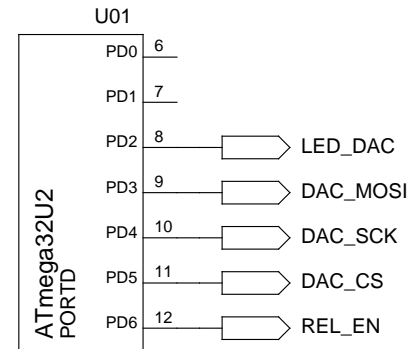 U01
PD0 6
PD1 7
PD2 8 LED_DAC
PD3 9 DAC_MOSI
PD4 10 DAC_SCK
PD5 11 DAC_CS
PD6 12 REL_EN
ATmega32U2
PORTD